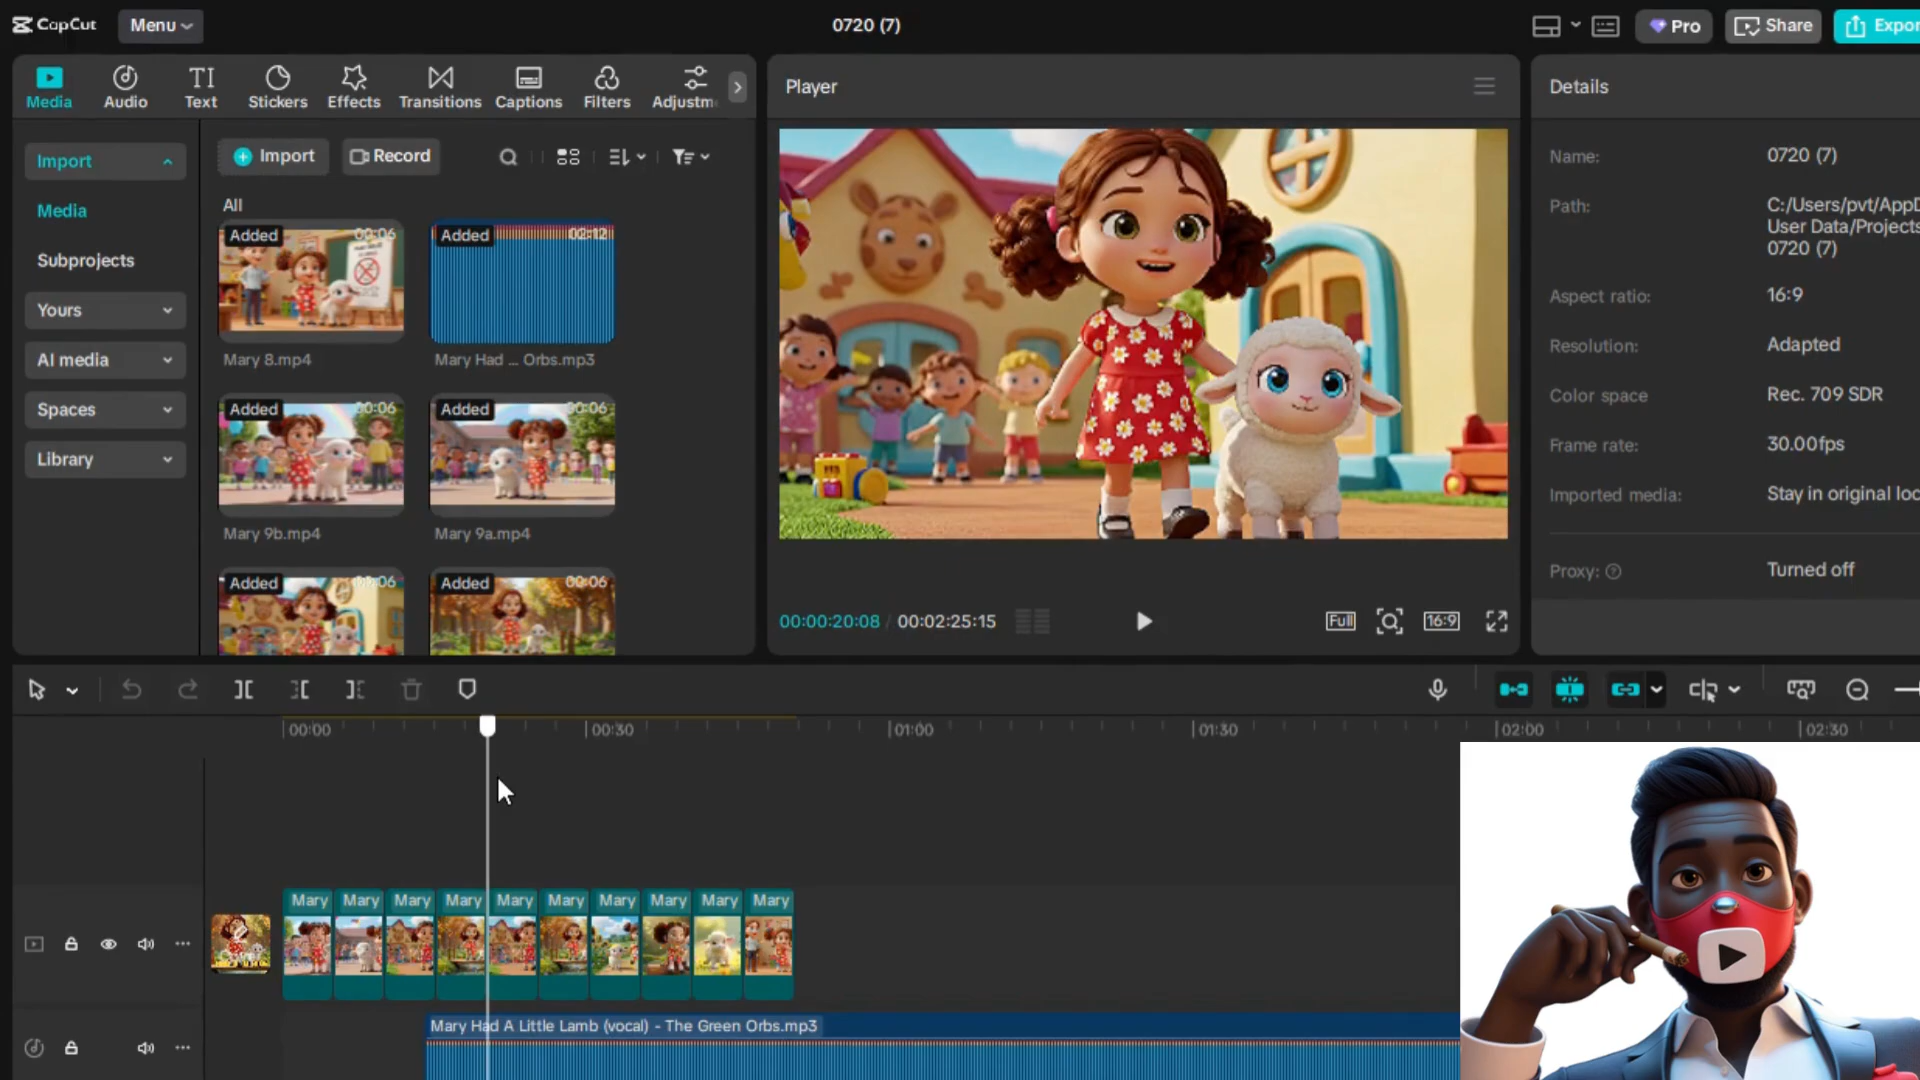 CapCut
Menu
0720 (7)
Pro
Share
Expor
Media
Audio
Text
Stickers
Effects
Transitions
Captions
Filters
Adjustm
Player
Details
Import
Import
Record
Media
Subprojects
Yours
AI media
Spaces
Library
All
Added
00:06
Added
02:12
Mary 8.mp4
Mary Had ... Orbs.mp3
Added
00:06
Added
00:06
Mary 9b.mp4
Mary 9a.mp4
Added
00:06
Added
00:06
00:00:20:08 / 00:02:25:15
Full
16:9
Name:
0720 (7)
Path:
C:/Users/pvt/AppD
User Data/Projects
0720 (7)
Aspect ratio:
16:9
Resolution:
Adapted
Color space
Rec. 709 SDR
Frame rate:
30.00fps
Imported media:
Stay in original loc
Proxy:
Turned off
00:00
00:30
01:00
01:30
02:00
02:30
Mary
Mary
Mary
Mary
Mary
Mary
Mary
Mary
Mary
Mary
Mary Had A Little Lamb (vocal) - The Green Orbs.mp3